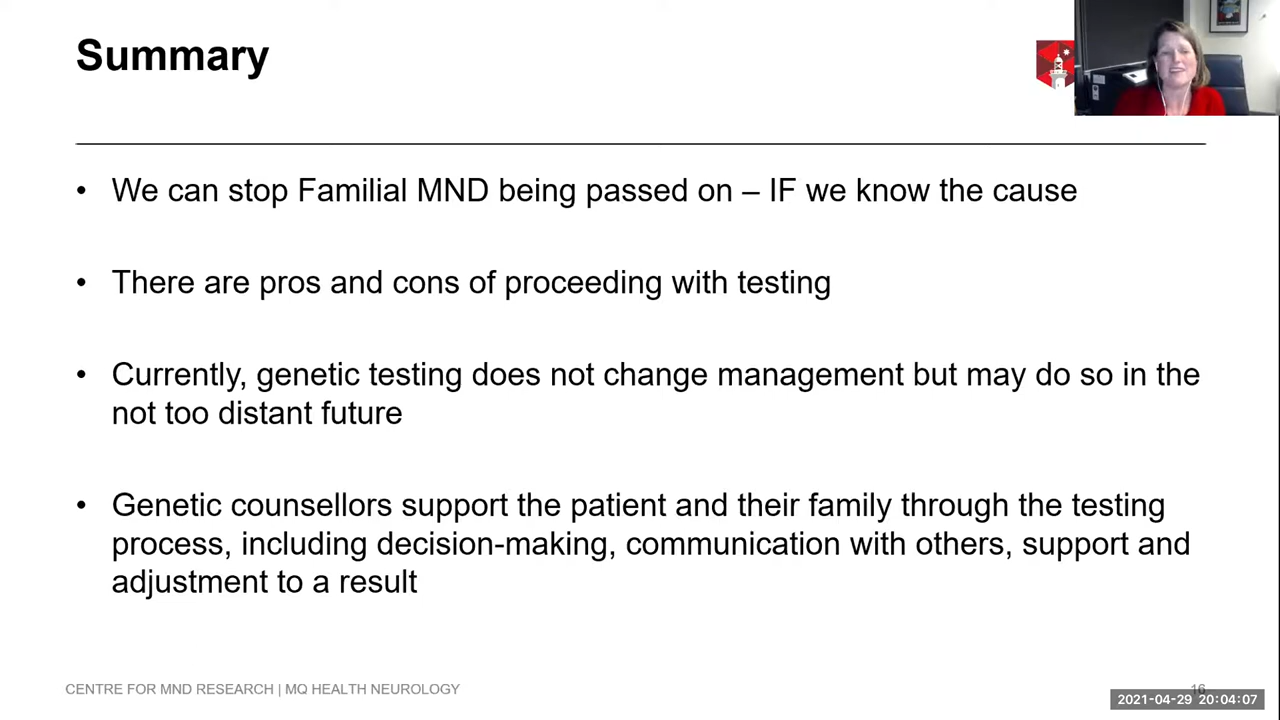 Summary
• We can stop Familial MND being passed on – IF we know the cause
• There are pros and cons of proceeding with testing
• Currently, genetic testing does not change management but may do so in the
not too distant future
• Genetic counsellors support the patient and their family through the testing
process, including decision-making, communication with others, support and
adjustment to a result
CENTRE FOR MND RESEARCH | MQ HEALTH NEUROLOGY
16
2021-04-29 20:04:07